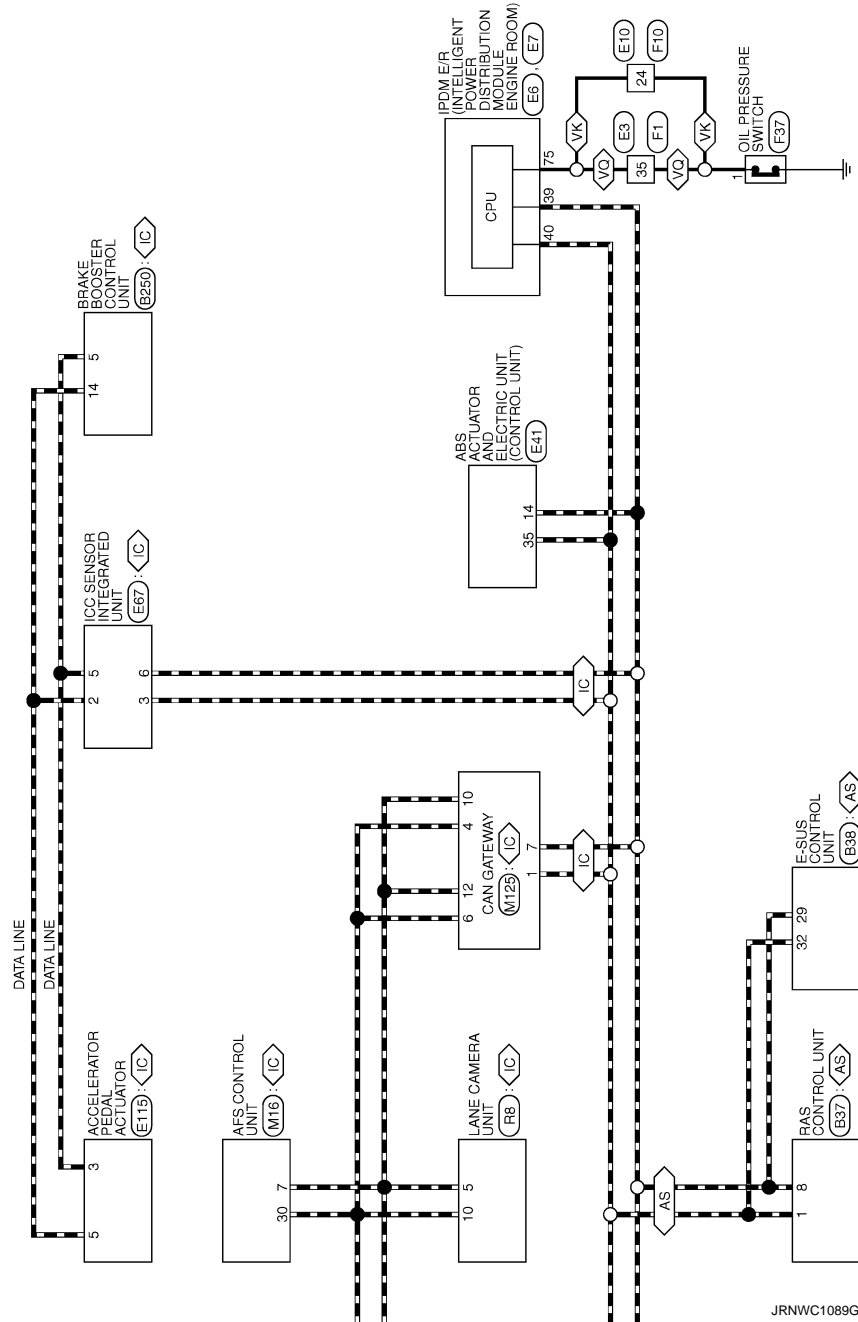 DATA LINE
DATA LINE
ACCELERATOR
PEDAL
ACTUATOR
E115 : IC
5
3
ICC SENSOR
INTEGRATED
UNIT
E67 : IC
2
5
3
6
BRAKE
BOOSTER
CONTROL
UNIT
B250 : IC
14
5
AFS CONTROL
UNIT
M16 : IC
30
7
LANE CAMERA
UNIT
R8 : IC
10
5
6
12
4
10
CAN GATEWAY
M125 : IC
1
7
IC
IC
ABS
ACTUATOR
AND
ELECTRIC UNIT
(CONTROL UNIT)
E41
35
14
IPDM E/R
(INTELLIGENT
POWER
DISTRIBUTION
MODULE
ENGINE ROOM)
E6 , E7
CPU
40
39
75
VK
VQ
E3
35
F1
VQ
E10
24
F10
VK
1
OIL PRESSURE
SWITCH
F37
AS
RAS
CONTROL UNIT
B37 : AS
1
8
E-SUS
CONTROL
UNIT
B38 : AS
32
29
JRNWC1089G